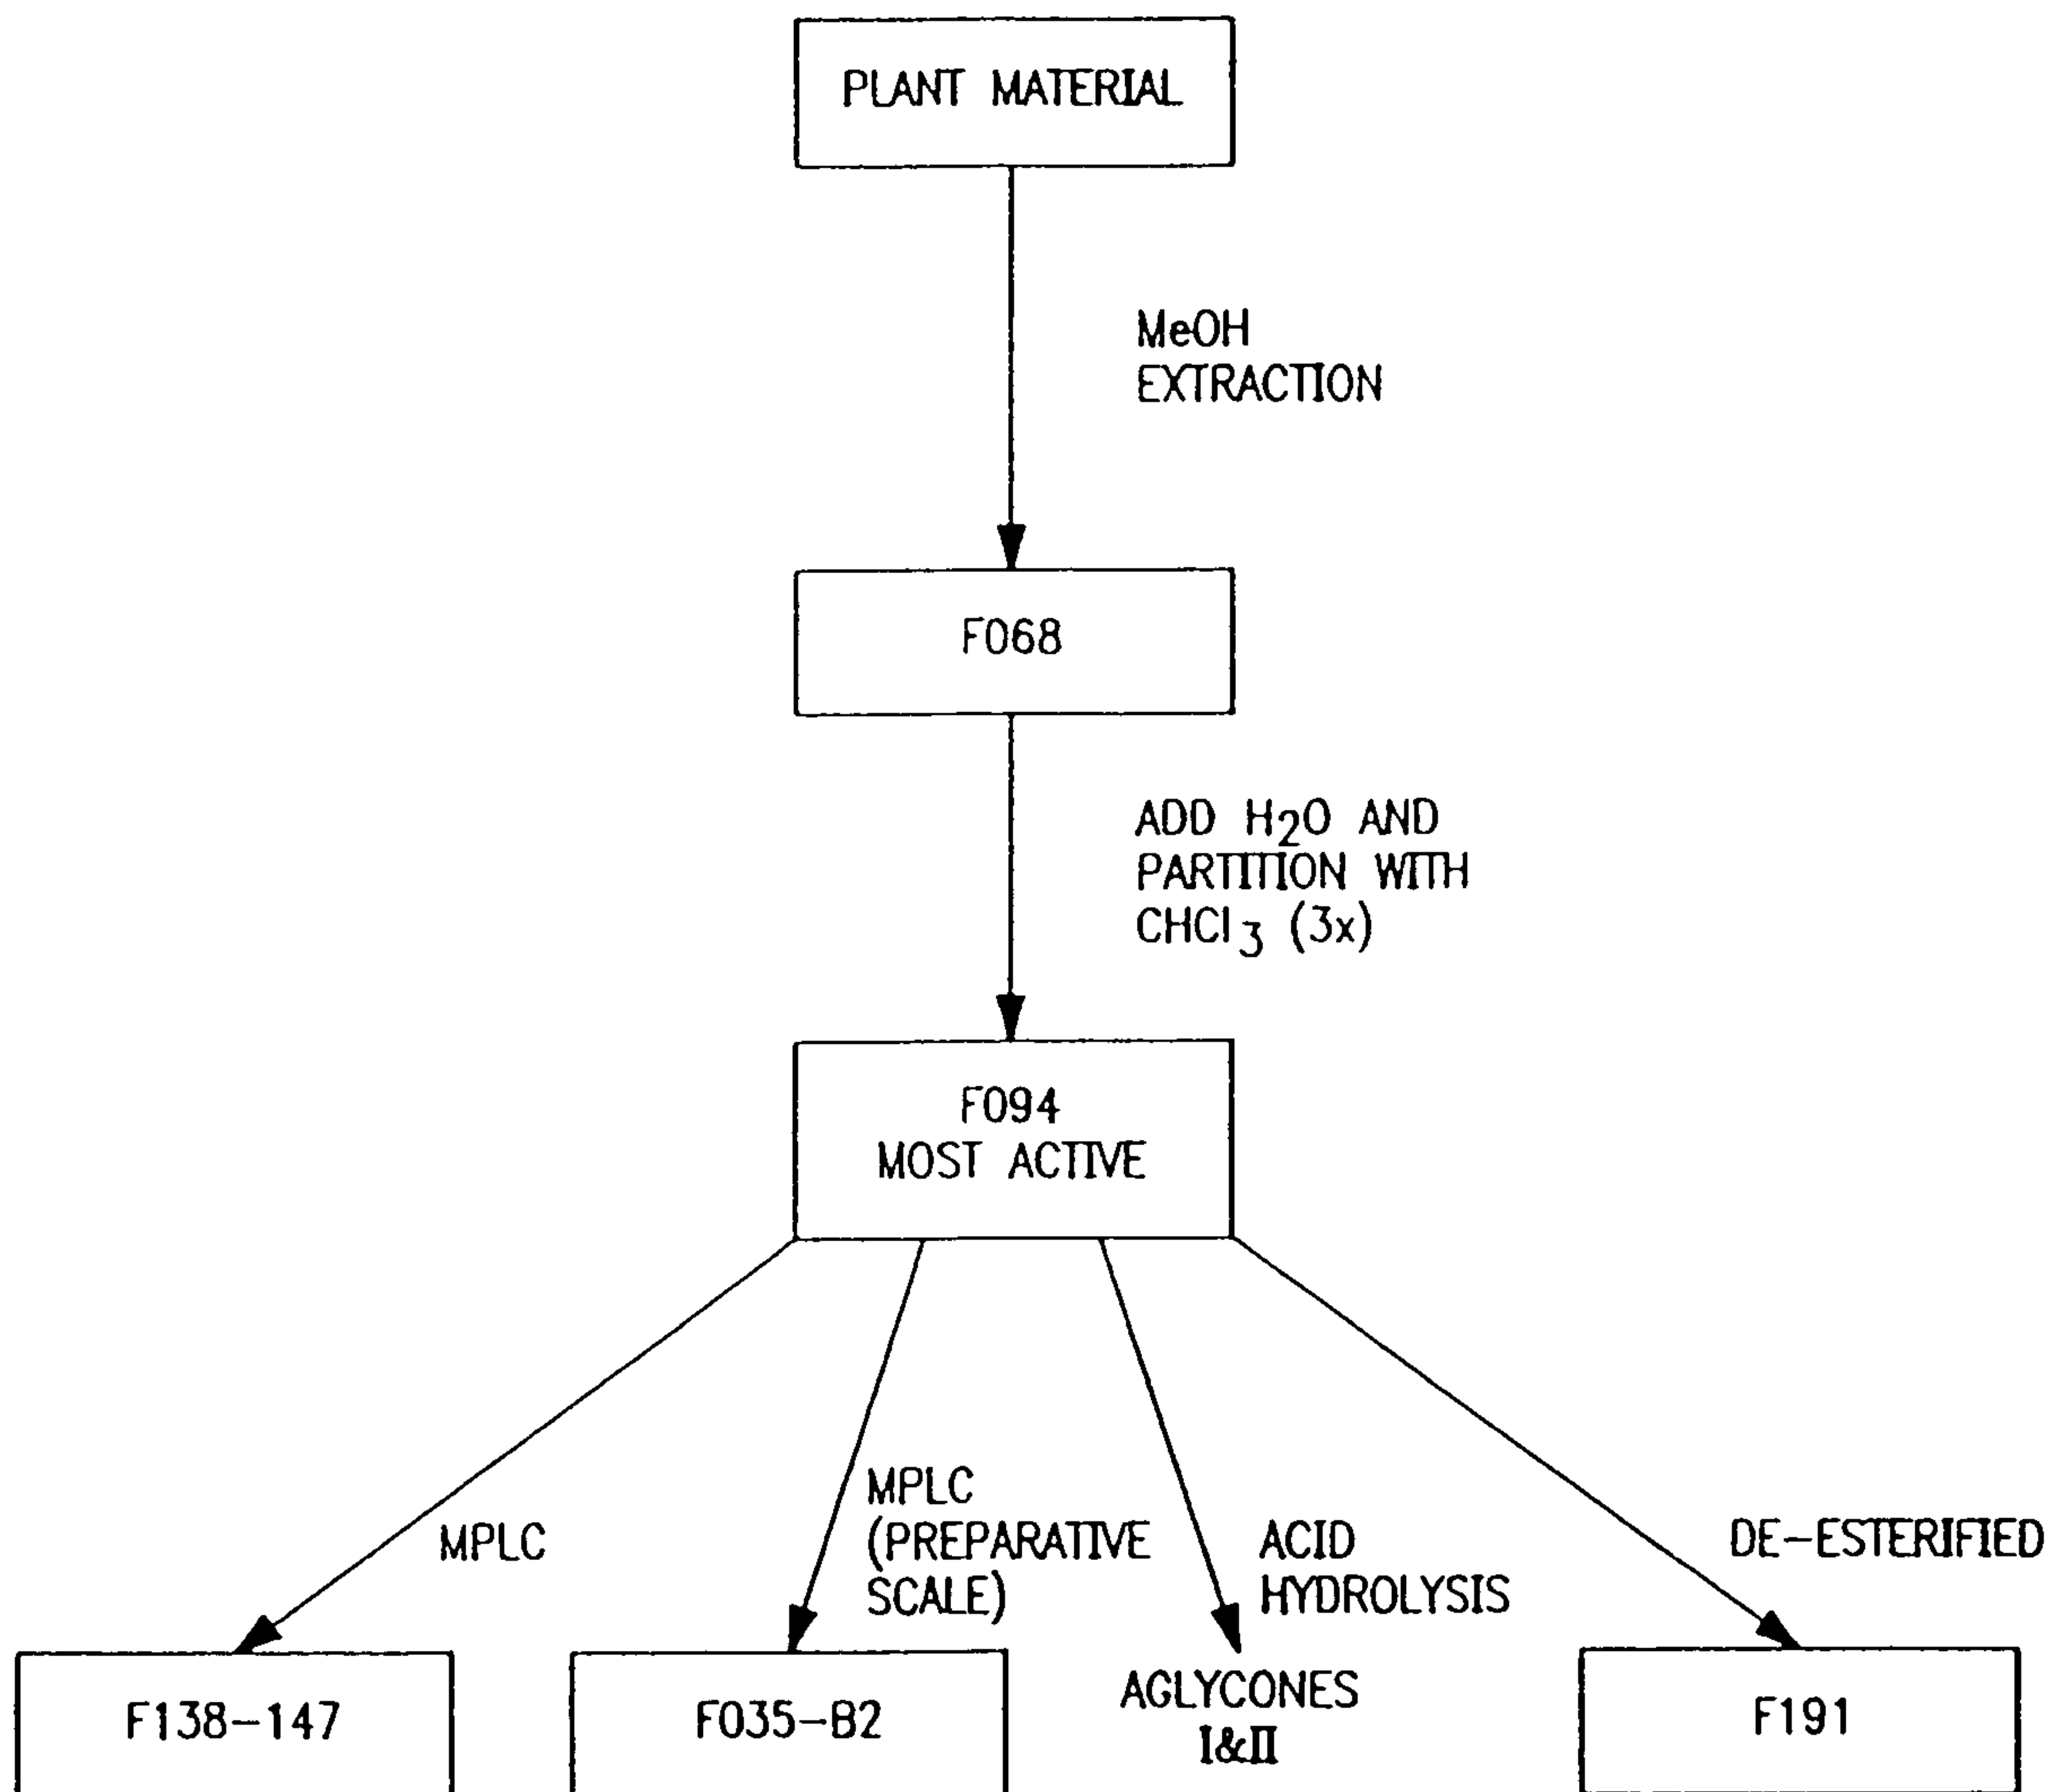 PLANT MATERIAL
MeOH
EXTRACTION
F068
ADD H2O AND
PARTITION WITH
CHCl3 (3x)
F094
MOST ACTIVE
MPLC
MPLC
(PREPARATIVE
SCALE)
ACID
HYDROLYSIS
DE-ESTERIFIED
F138-147
F035-B2
AGLYCONES
I&II
F191